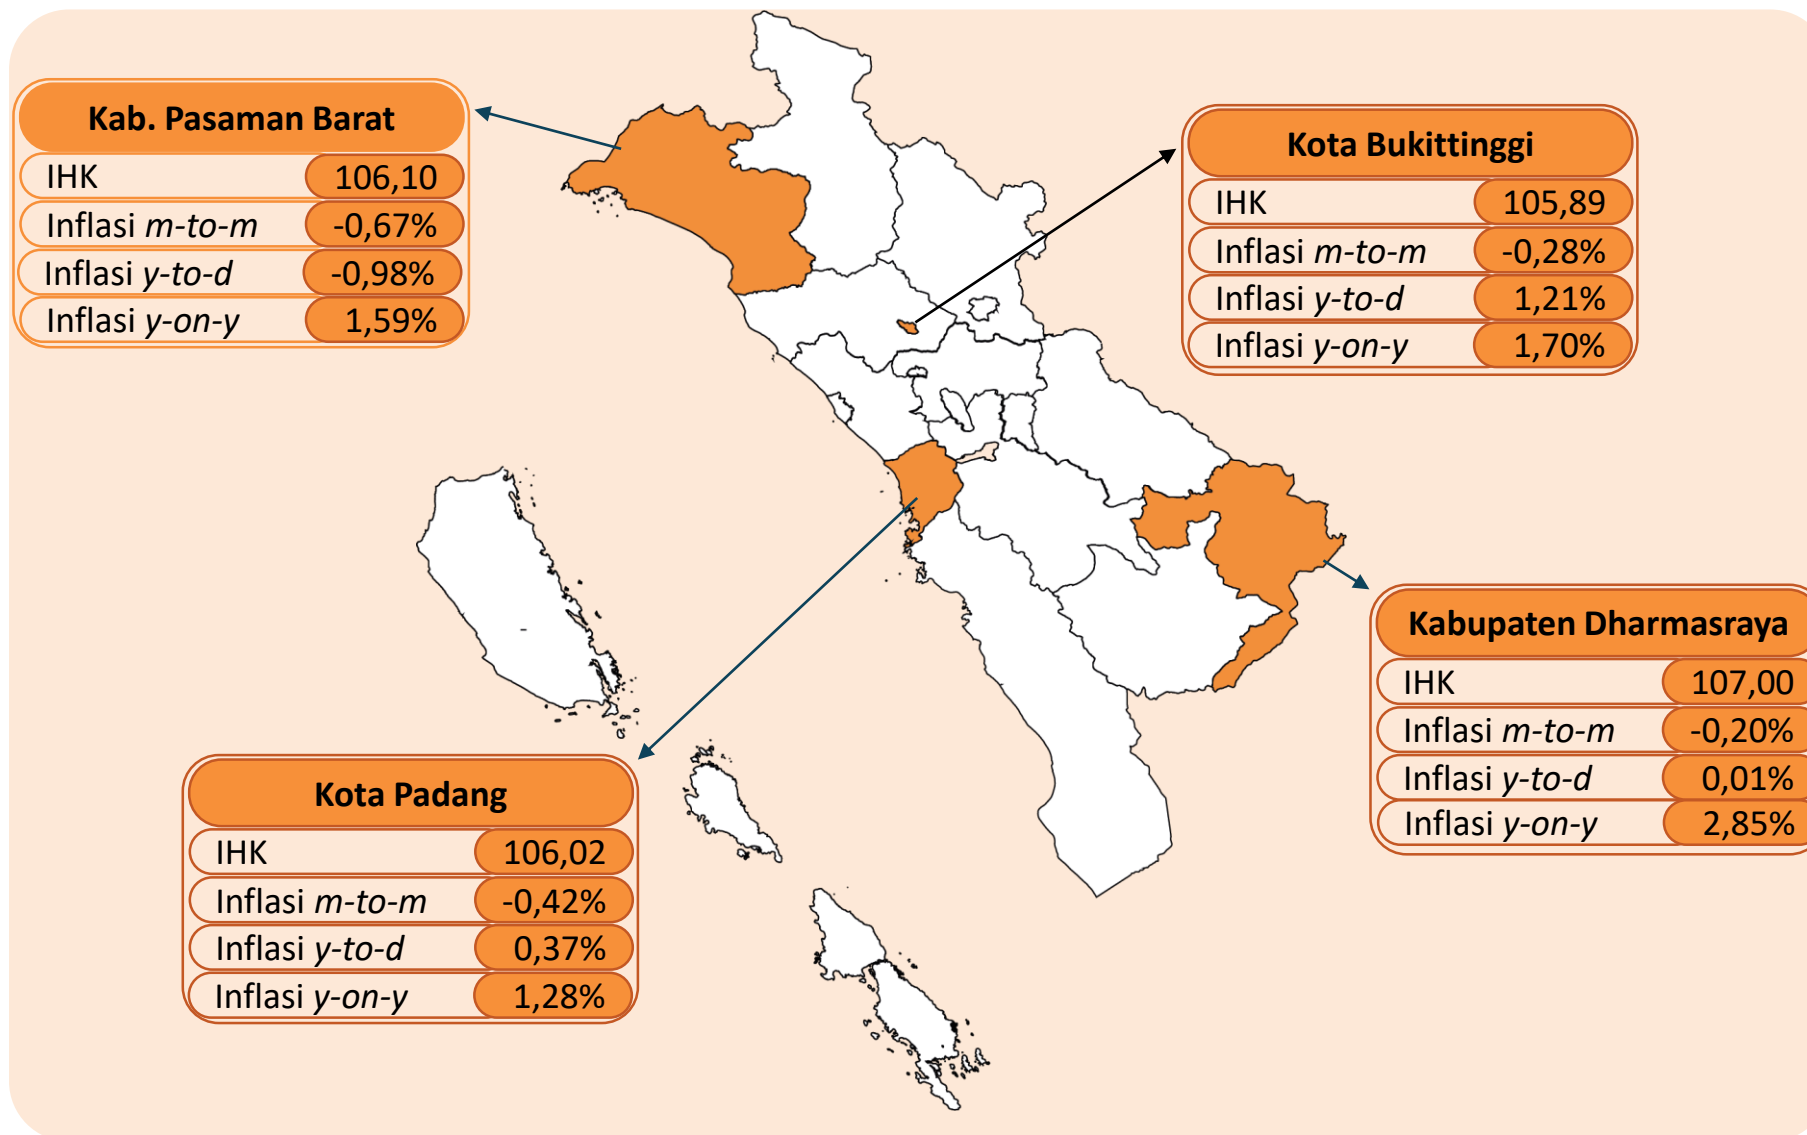 Kab. Pasaman Barat
IHK 106,10
Inflasi m-to-m -0,67%
Inflasi y-to-d -0,98%
Inflasi y-on-y 1,59%
Kota Bukittinggi
IHK 105,89
Inflasi m-to-m -0,28%
Inflasi y-to-d 1,21%
Inflasi y-on-y 1,70%
Kabupaten Dharmasraya
IHK 107,00
Inflasi m-to-m -0,20%
Inflasi y-to-d 0,01%
Inflasi y-on-y 2,85%
Kota Padang
IHK 106,02
Inflasi m-to-m -0,42%
Inflasi y-to-d 0,37%
Inflasi y-on-y 1,28%